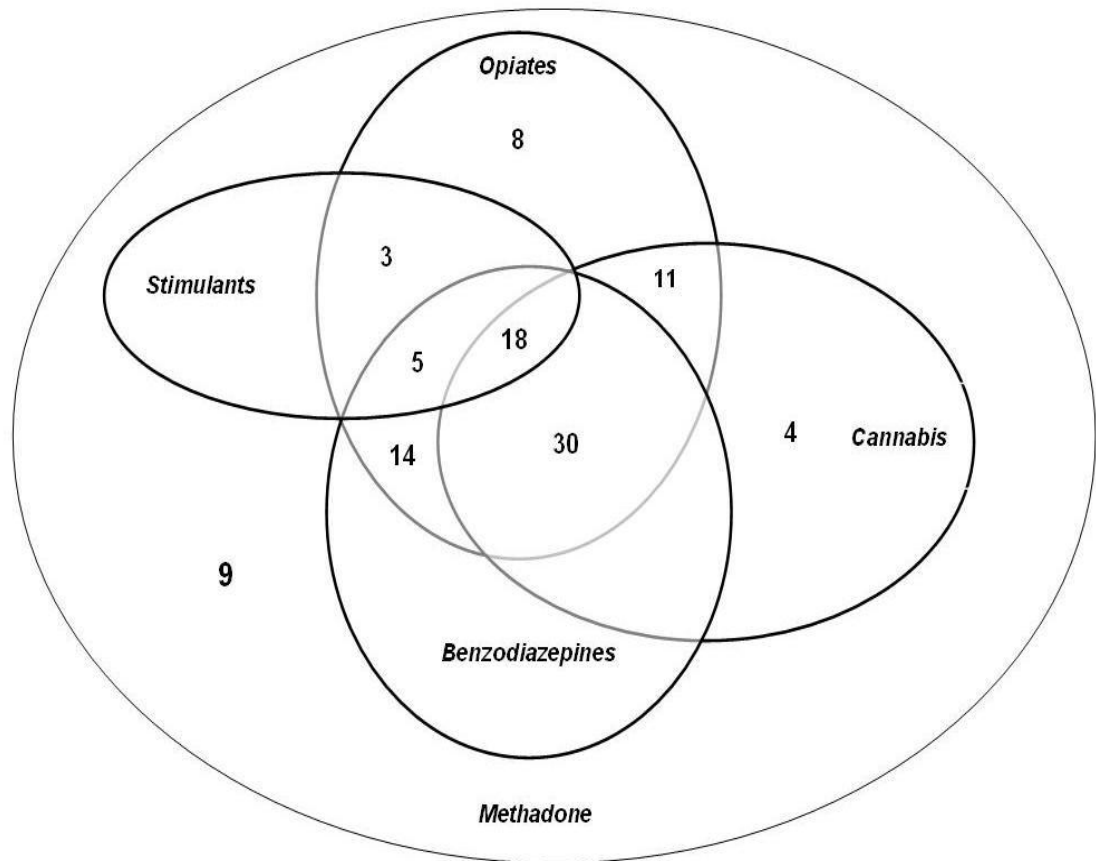 Opiates
8
3
11
Stimulants
18
5
4
Cannabis
14
30
9
Benzodiazepines
Methadone